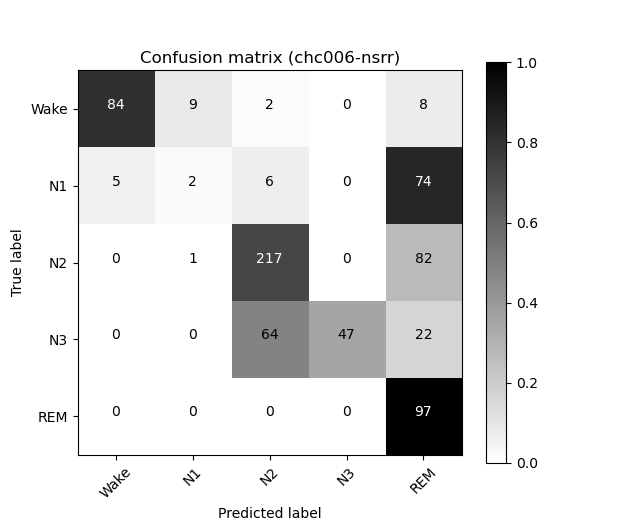 Confusion matrix (chc006-nsrr)
1.0
Wake 84 9 2 0 8
0.8
N1 5 2 6 0 74
0.6
True label
N2 0 1 217 0 82
0.4
N3 0 0 64 47 22
0.2
REM 0 0 0 0 97
0.0
Wake N1 N2 N3 REM
Predicted label